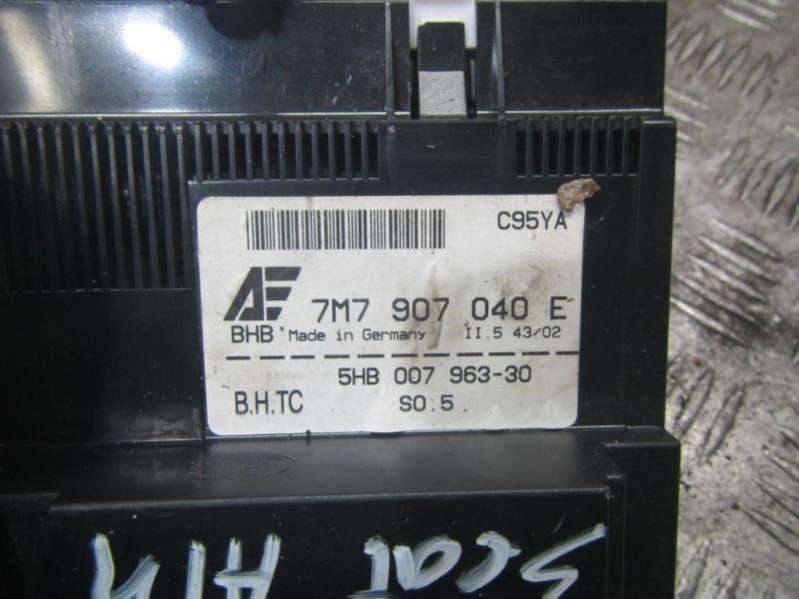 C95YA
AE 7M7 907 040 E
BHB Made in Germany II.5 43/02
5HB 007 963-30
B.H.TC SO.5